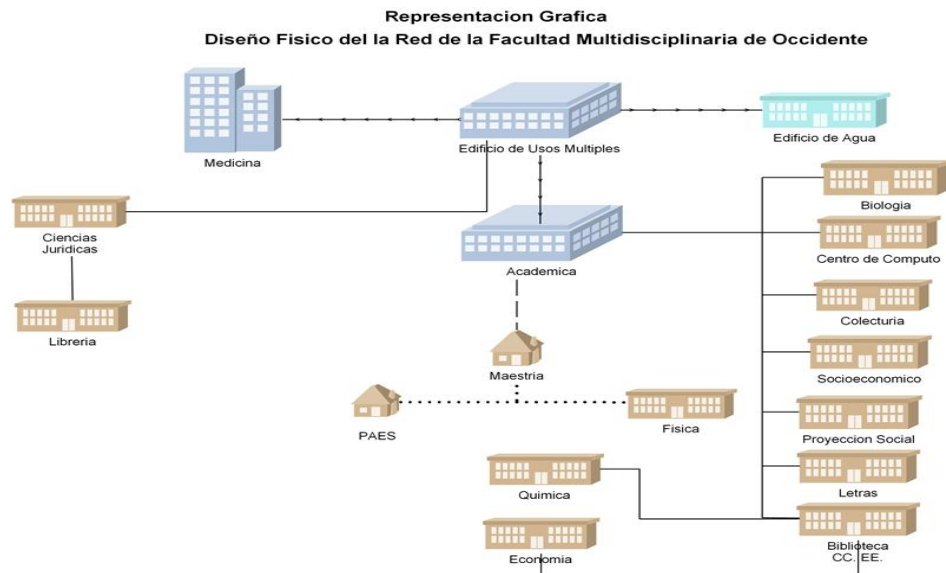 Representacion Grafica
Diseño Fisico del la Red de la Facultad Multidisciplinaria de Occidente
Medicina
Edificio de Usos Multiples
Edificio de Agua
Biologia
Ciencias
Juridicas
Academica
Centro de Computo
Libreria
Colecturia
Maestria
Socioeconomico
PAES
Fisica
Proyeccion Social
Quimica
Letras
Economia
Biblioteca
CC. EE.